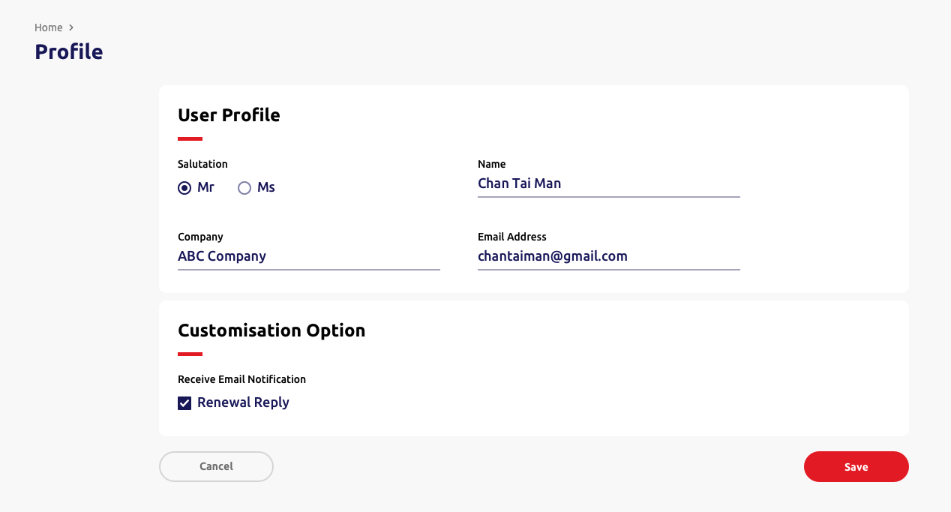 Home >
Profile
User Profile
Salutation
Mr Ms
Name
Chan Tai Man
Company
ABC Company
Email Address
chantaiman@gmail.com
Customisation Option
Receive Email Notification
Renewal Reply
Cancel
Save